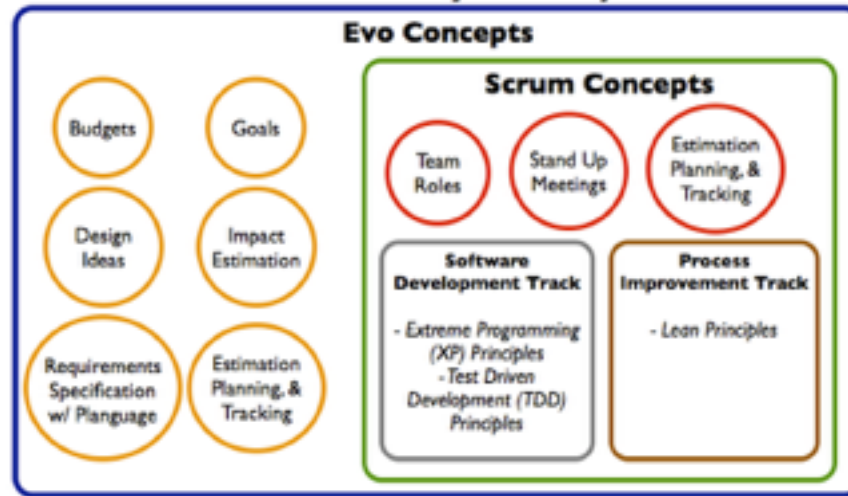 Evo Concepts
Budgets
Goals
Design
Ideas
Impact
Estimation
Requirements
Specification
w/ Planguage
Estimation
Planning, &
Tracking
Scrum Concepts
Team
Roles
Stand Up
Meetings
Estimation
Planning, &
Tracking
Software
Development Track
- Extreme Programming
(XP) Principles
-Test Driven
Development (TDD)
Principles
Process
Improvement Track
- Lean Principles